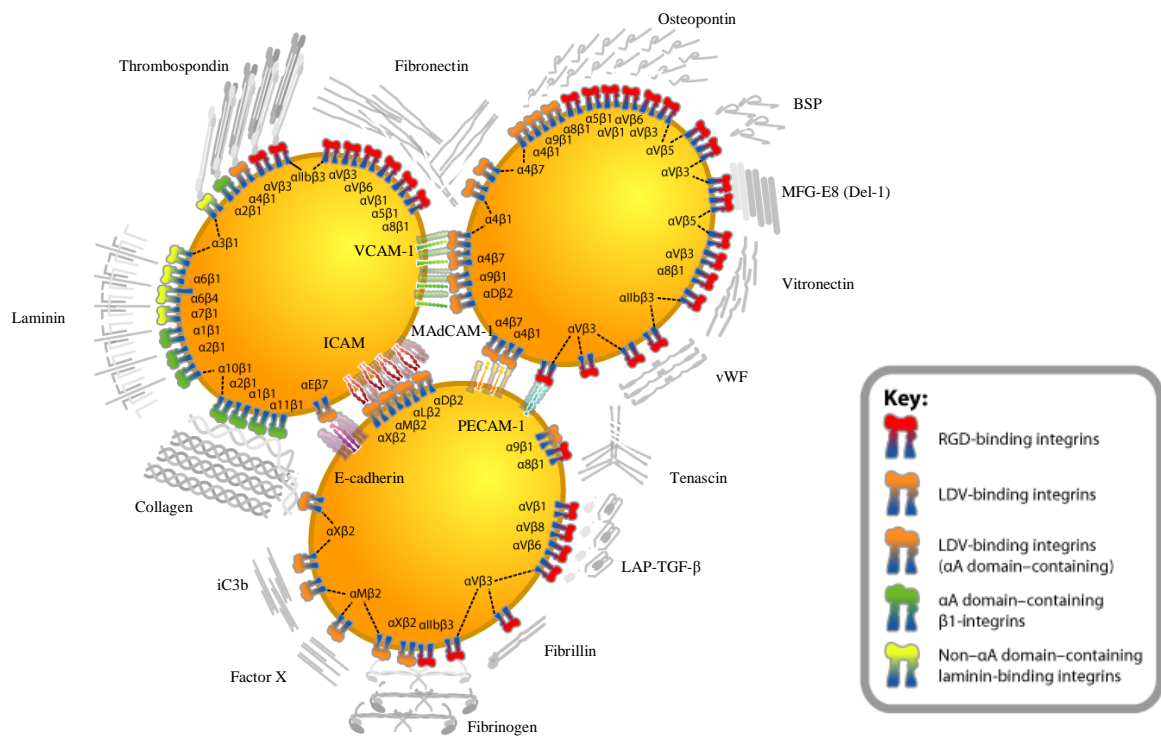 Osteopontin
Thrombospondin
Fibronectin
BSP
MFG-E8 (Del-1)
Vitronectin
vWF
Tenascin
LAP-TGF-β
Fibrillin
Fibrinogen
Factor X
iC3b
Collagen
Laminin
VCAM-1
ICAM
MAdCAM-1
PECAM-1
E-cadherin
αIIbβ3
αVβ3
α4β1
α2β1
α3β1
α6β1
α6β4
α7β1
α1β1
α2β1
α10β1
α2β1
α1β1
α11β1
αEβ7
αVβ3
αVβ6
αVβ1
α5β1
α8β1
α5β1
αVβ6
α8β1
αVβ1
αVβ3
α9β1
α4β1
α4β7
αVβ5
αVβ3
α4β1
αVβ5
α4β7
α9β1
αDβ2
αVβ3
α8β1
αIIbβ3
α4β7
α4β1
αVβ3
αDβ2
αLβ2
αMβ2
αXβ2
α9β1
α8β1
αVβ1
αVβ8
αVβ6
αVβ3
αXβ2
αMβ2
αXβ2
αIIbβ3
Key:
RGD-binding integrins
LDV-binding integrins
LDV-binding integrins
(αA domain–containing)
αA domain–containing
β1-integrins
Non–αA domain–containing
laminin-binding integrins